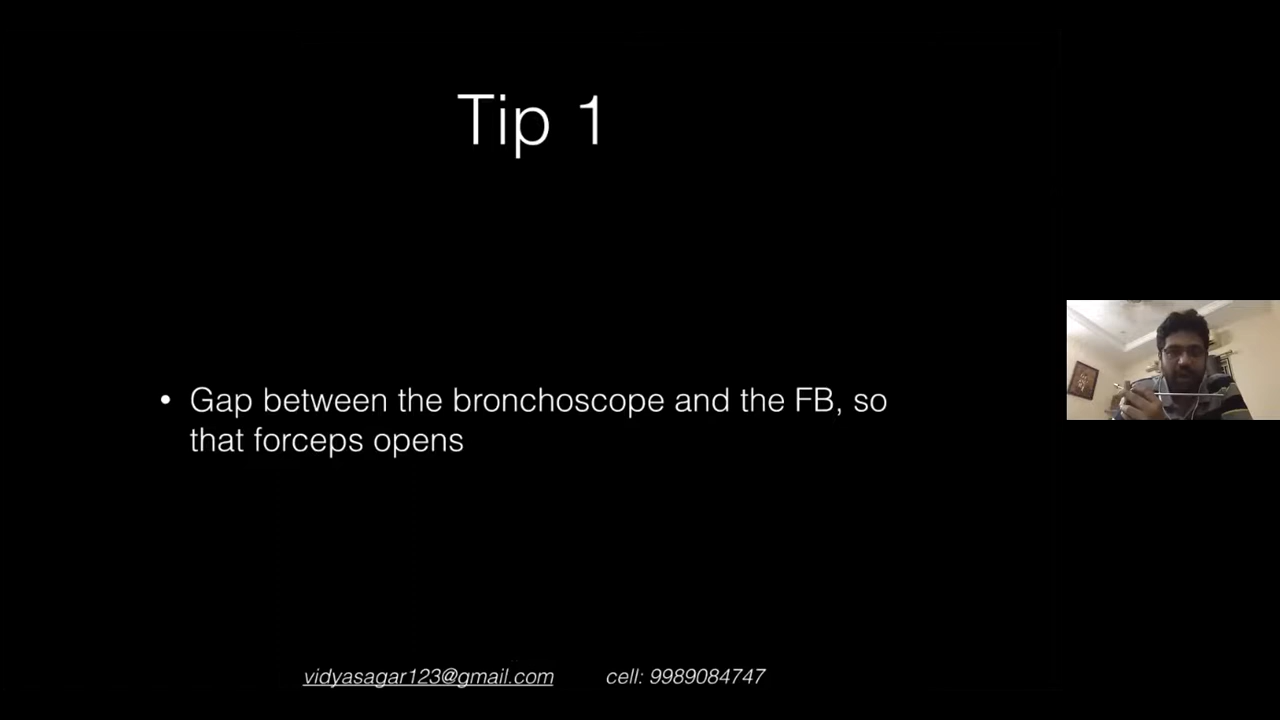 Tip 1
• Gap between the bronchoscope and the FB, so
that forceps opens
vidyasagar123@gmail.com cell: 9989084747